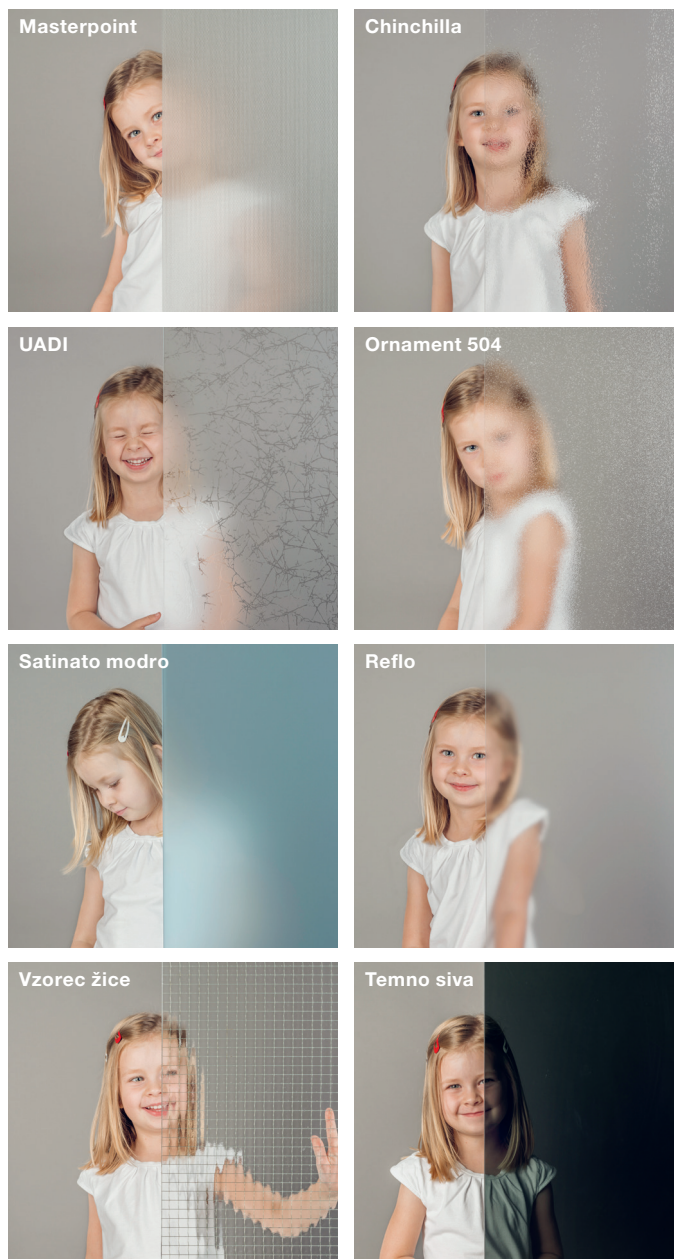 Masterpoint
Chinchilla
UADI
Ornament 504
Satinato modro
Reflo
Vzorec žice
Temno siva